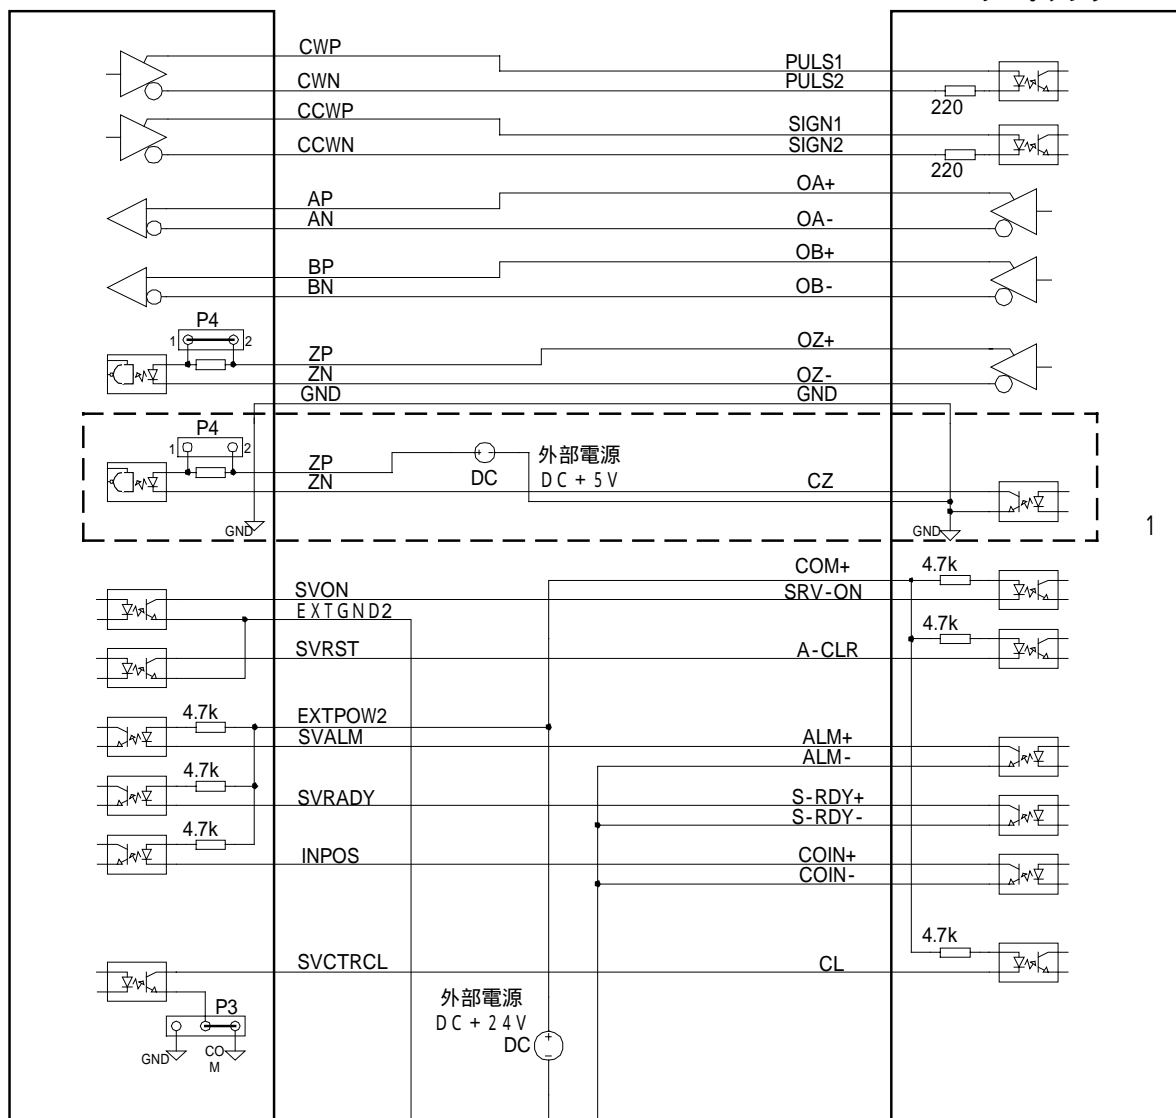 CWP
PULS1
CWN
PULS2
220
CCWP
SIGN1
CCWN
SIGN2
220
OA+
AP
AN
OA-
OB+
BP
BN
OB-
P4
1 2
OZ+
ZP
ZN
OZ-
GND
GND
P4
1 2
ZP
外部電源
DC
DC+5V
ZN
CZ
GND
GND
1
COM+
4.7k
SVON
SRV-ON
EXTGND2
4.7k
SVRST
A-CLR
4.7k
EXTPOW2
SVALM
ALM+
ALM-
4.7k
SVRADY
S-RDY+
S-RDY-
4.7k
INPOS
COIN+
COIN-
4.7k
SVCTRCL
CL
外部電源
DC+24V
DC
+
-
P3
GND
CO
M